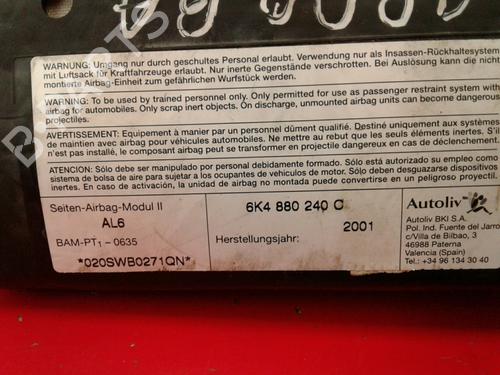 WARNUNG: Nur durch geschultes Personal erlaubt. Verwendung nur als Insassen-Rückhaltesystem
mit Luftsack für Kraftfahrzeuge erlaubt. Nur inerte Gegenstände verschrotten. Bei Auslösung kann die nicht
montierte Airbag-Einheit zum gefährlichen Wurfstück werden.
WARNING: To be used by trained personnel only. Only permitted for use as passenger restraint system with
airbag for automobiles. Only scrap inert objects. On discharge, unmounted airbag units can become dangerous
projectiles.
AVERTISSEMENT: Equipement à manier par un personnel dûment qualifié. Destiné uniquement aux systèmes
de maintien avec airbag pour véhicules automobiles. Ne mettre au rebut que les seuls éléments inertes. S'il
n'est pas installé, le composant airbag peut se transformer en projectile dangereux en cas de déclenchement.
ATENCION: Sólo debe ser manipulado por personal debidamente formado. Está autorizado su empleo como
sistema de bolsa de aire para sujetar a los ocupantes de vehículos de motor. Sólo deben desguazarse dispositivos
inertes. En caso de activación, la unidad de airbag no montada puede convertirse en un peligroso proyectil.
Seiten-Airbag-Modul II
AL6
BAM-PT1 - 0635
*020SWB0271QN*
6K4 880 240 C
Herstellungsjahr:
2001
Autoliv
Autoliv BKI S.A.
Pol. Ind. Fuente del Jarro
c/Villa de Bilbao, 3
46988 Paterna
Valencia (Spain)
Tel.: +34 96 134 30 40